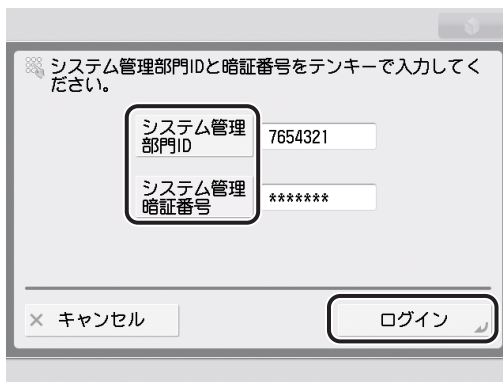 システム管理部門IDと暗証番号をテンキーで入力してく
ださい。
システム管理
部門ID
7654321
システム管理
暗証番号
*******
× キャンセル
ログイン